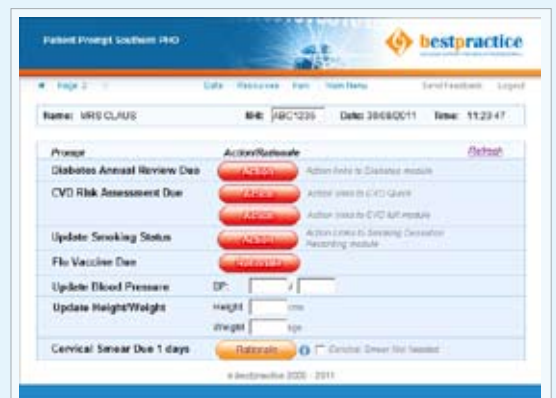 Patient Prompt Southern PHO
bestpractice
Page 2
Main Menu Send Feedback Logout
Name: MRS CLAUS NHI: ABC1235 Date: 30/08/2011 Time: 11:23:47
Prompt Action/Rationale Refresh
Diabetes Annual Review Due Action Action links to Diabetes module
CVD Risk Assessment Due Action Action links to CVD Quick
Action Action links to CVD full module
Update Smoking Status Action Action Links to Smoking Cessation
Recording module
Flu Vaccine Due Rationale
Update Blood Pressure BP: /
Update Height/Weight Height cms
Weight kgs
Cervical Smear Due 1 days Rationale Cervical Smear Not Needed
© bestpractice 2005 - 2011